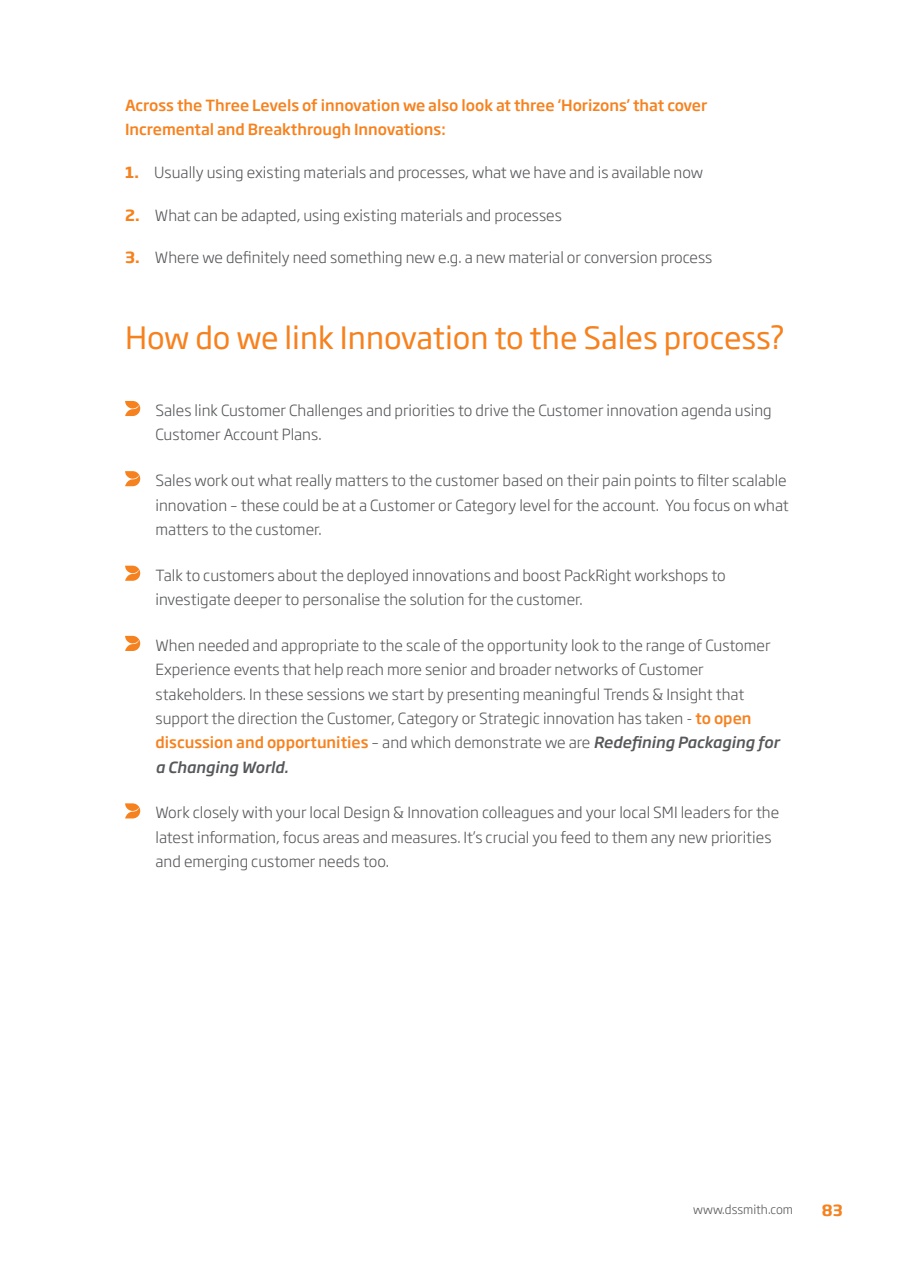 Across the Three Levels of innovation we also look at three ‘Horizons’ that cover
Incremental and Breakthrough Innovations:
1. Usually using existing materials and processes, what we have and is available now
2. What can be adapted, using existing materials and processes
3. Where we definitely need something new e.g. a new material or conversion process
How do we link Innovation to the Sales process?
Sales link Customer Challenges and priorities to drive the Customer innovation agenda using
Customer Account Plans.
Sales work out what really matters to the customer based on their pain points to filter scalable
innovation – these could be at a Customer or Category level for the account.  You focus on what
matters to the customer.
Talk to customers about the deployed innovations and boost PackRight workshops to
investigate deeper to personalise the solution for the customer.
When needed and appropriate to the scale of the opportunity look to the range of Customer
Experience events that help reach more senior and broader networks of Customer
stakeholders. In these sessions we start by presenting meaningful Trends & Insight that
support the direction the Customer, Category or Strategic innovation has taken - to open
discussion and opportunities – and which demonstrate we are Redefining Packaging for
a Changing World.
Work closely with your local Design & Innovation colleagues and your local SMI leaders for the
latest information, focus areas and measures. It’s crucial you feed to them any new priorities
and emerging customer needs too.
www.dssmith.com 83